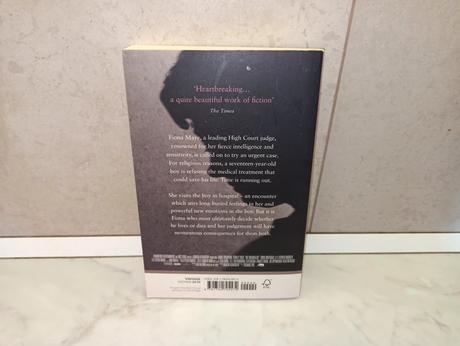 'Heartbreaking...
a quite beautiful work of fiction'
The Times
Fiona Maye, a leading High Court judge,
renowned for her fierce intelligence and
sensitivity, is called on to try an urgent case.
For religious reasons, a seventeen-year-old
boy is refusing the medical treatment that
could save his life. Time is running out.
She visits the boy in hospital – an encounter
which stirs long-buried feelings in her and
powerful new emotions in the boy. But it is
Fiona who must ultimately decide whether
he lives or dies and her judgement will have
momentous consequences for them both.
VINTAGE
FSC